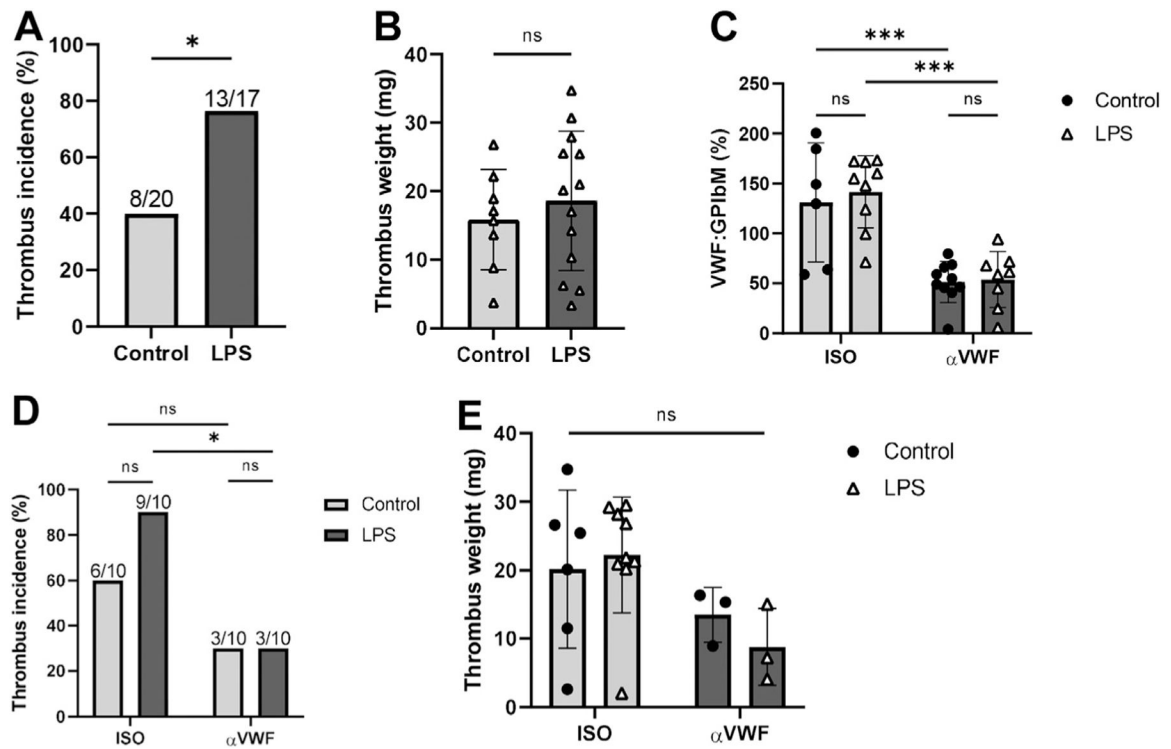 A
Thrombus incidence (%)
100
80
60
40
20
0
*
8/20
13/17
Control
LPS
B
Thrombus weight (mg)
40
30
20
10
0
ns
Control
LPS
C
VWF:GPIbM (%)
250
200
150
100
50
0
***
***
ns
ns
ISO
αVWF
Control
LPS
D
Thrombus incidence (%)
100
80
60
40
20
0
ns
*
ns
ns
6/10
9/10
3/10
3/10
ISO
αVWF
Control
LPS
E
Thrombus weight (mg)
40
30
20
10
0
ns
ISO
αVWF
Control
LPS